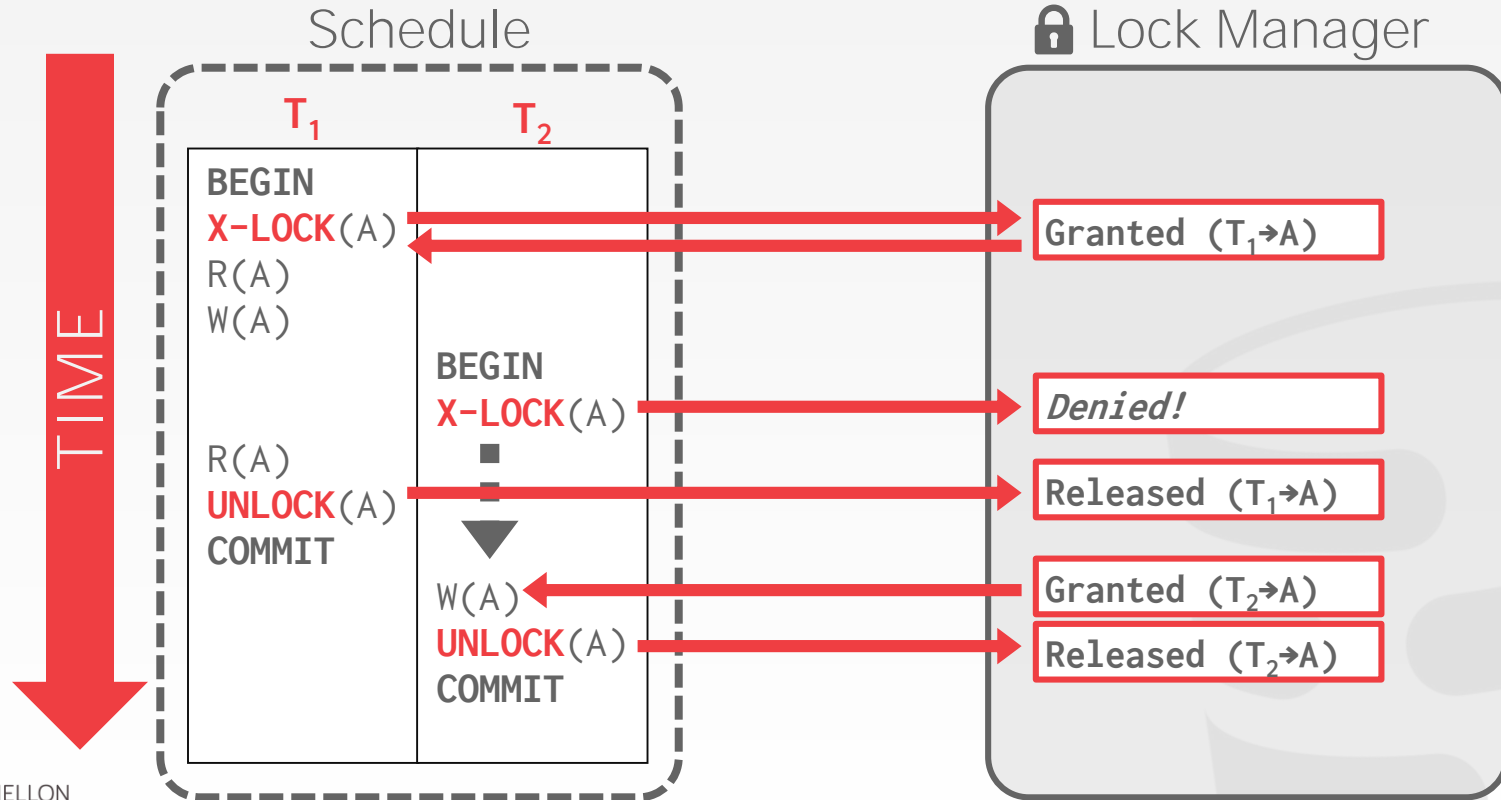 Schedule
Lock Manager
TIME
T₁
T₂
BEGIN
X-LOCK(A)
R(A)
W(A)
BEGIN
X-LOCK(A)
R(A)
UNLOCK(A)
COMMIT
W(A)
UNLOCK(A)
COMMIT
Granted (T₁→A)
Denied!
Released (T₁→A)
Granted (T₂→A)
Released (T₂→A)